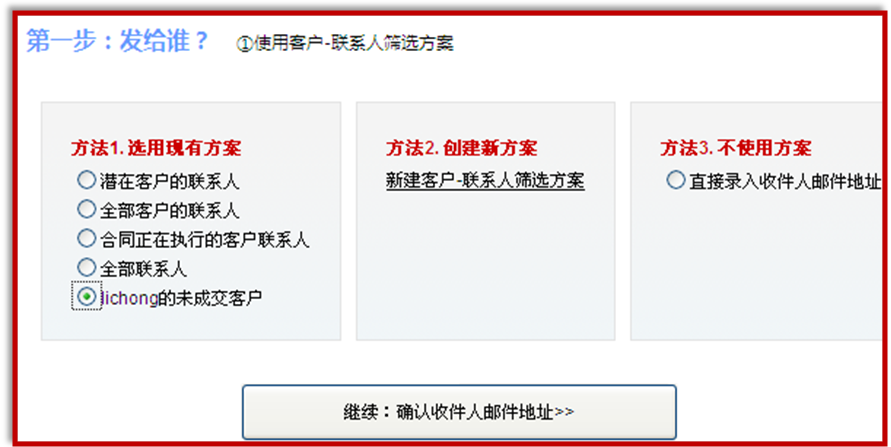 第一步：发给谁？ ①使用客户-联系人筛选方案
方法1.选用现有方案
潜在客户的联系人
全部客户的联系人
合同正在执行的客户联系人
全部联系人
lichong的未成交客户
方法2.创建新方案
新建客户-联系人筛选方案
方法3.不使用方案
直接录入收件人邮件地址
继续：确认收件人邮件地址>>